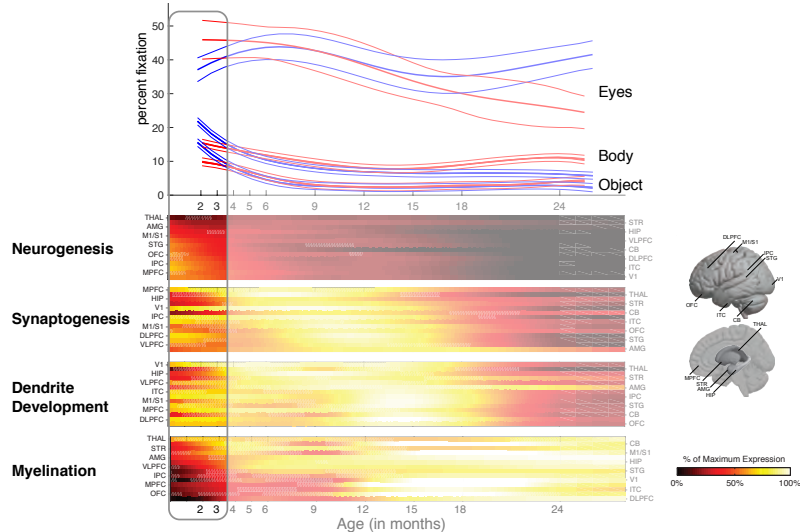 percent fixation
50
40
30
20
10
0
Eyes
Body
Object
2 3 4 5 6 9 12 15 18 24
Neurogenesis
THAL
AMG
M1/S1
STG
OFC
IPC
MPFC
STR
HIP
VLPFC
CB
DLPFC
ITC
V1
Synaptogenesis
MPFC
HIP
V1
IPC
M1/S1
DLPFC
VLPFC
THAL
STR
CB
ITC
OFC
STG
AMG
Dendrite
Development
V1
HIP
VLPFC
ITC
M1/S1
MPFC
DLPFC
THAL
STR
AMG
IPC
STG
CB
OFC
Myelination
THAL
STR
AMG
VLPFC
IPC
MPFC
OFC
CB
M1/S1
HIP
STG
V1
ITC
DLPFC
2 3 4 5 6 9 12 15 18 24
Age (in months)
DLPFC
M1/S1
IPC
STG
V1
OFC
ITC
CB
THAL
MPFC
STR
AMG
HIP
% of Maximum Expression
0% 50% 100%